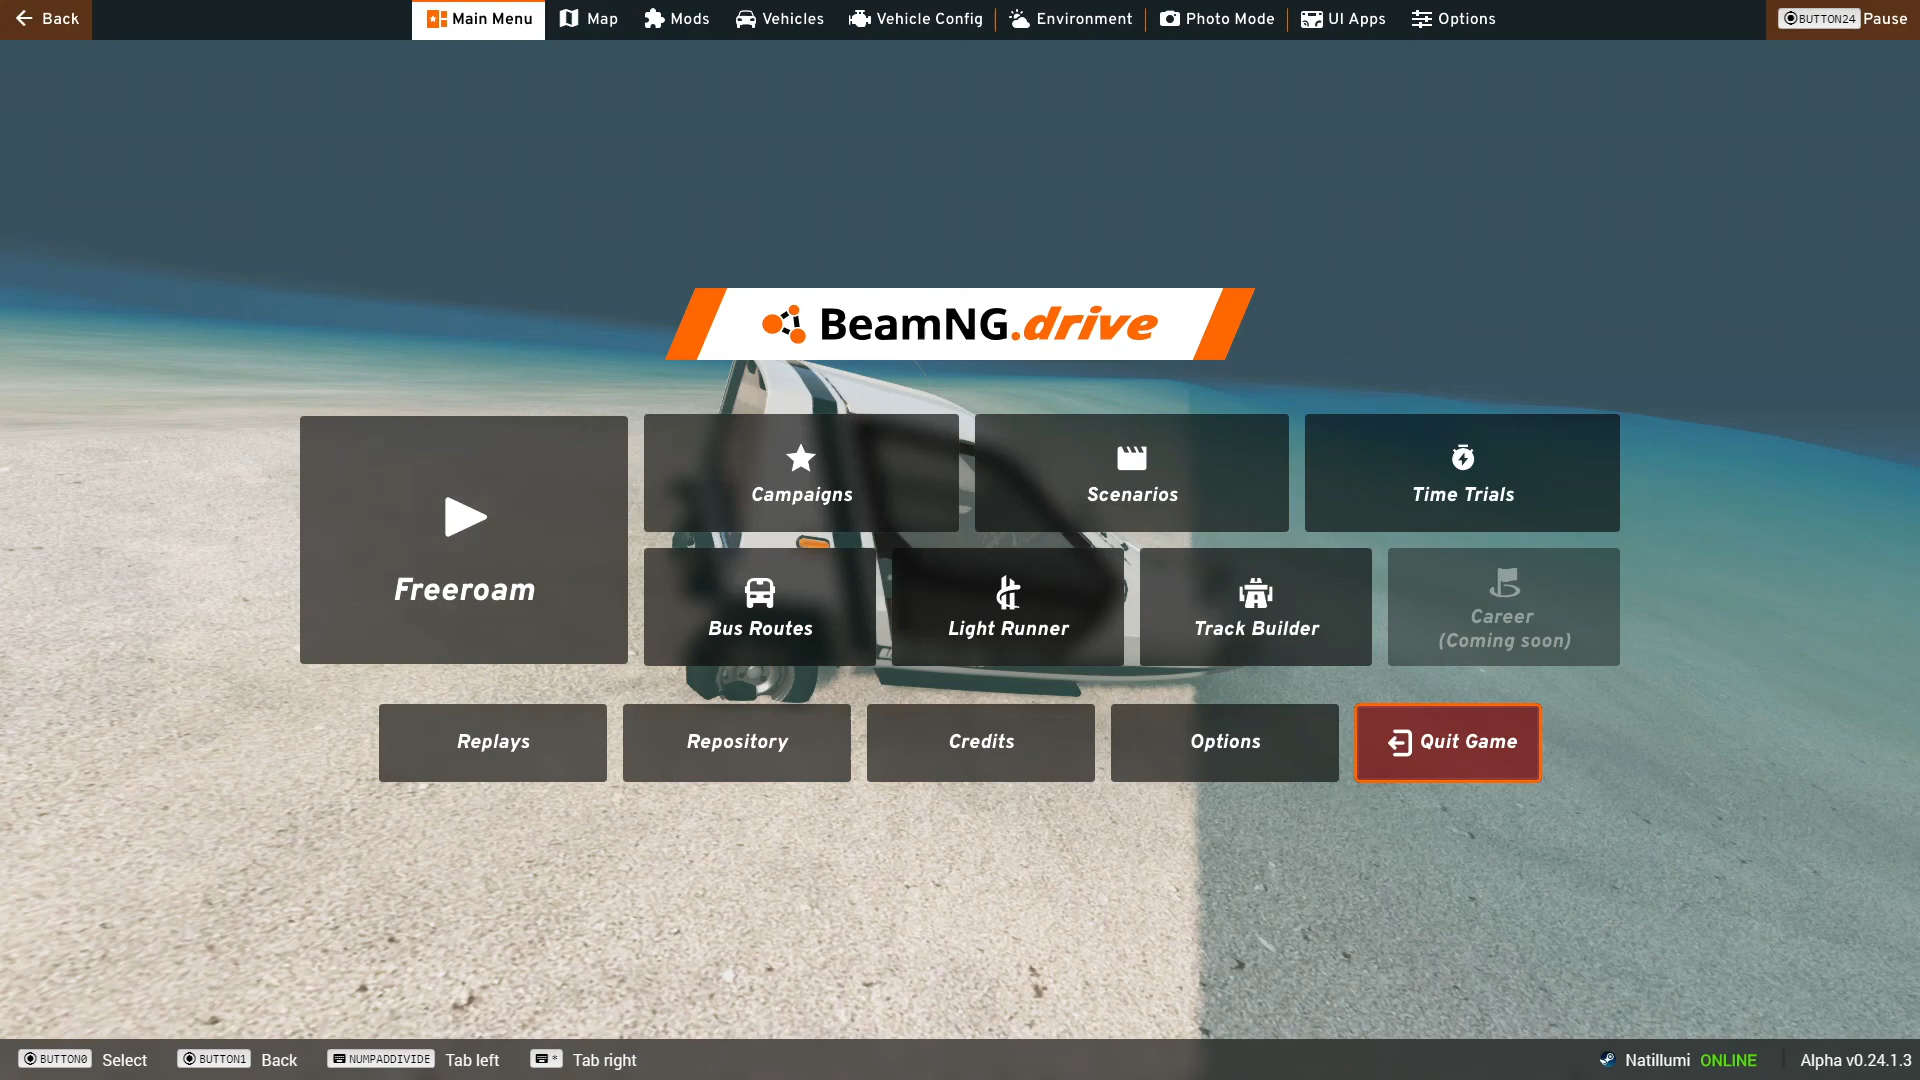 Back
Main Menu
Map
Mods
Vehicles
Vehicle Config
Environment
Photo Mode
UI Apps
Options
BUTTON24 Pause
BeamNG.drive
Freeroam
Campaigns
Scenarios
Time Trials
Bus Routes
Light Runner
Track Builder
Career
(Coming soon)
Replays
Repository
Credits
Options
Quit Game
BUTTON0 Select
BUTTON1 Back
NUMPADDIVIDE Tab left
* Tab right
Natillumi ONLINE
Alpha v0.24.1.3